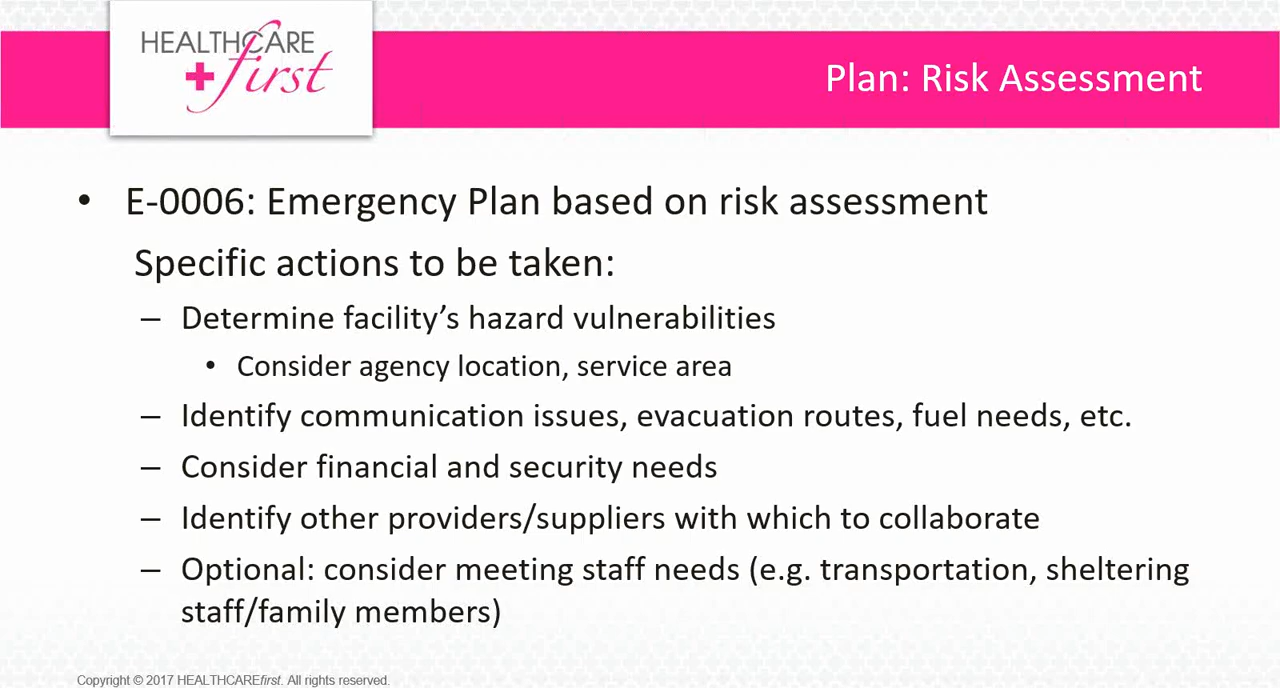 HEALTHCARE
first
Plan: Risk Assessment
• E-0006: Emergency Plan based on risk assessment
Specific actions to be taken:
– Determine facility’s hazard vulnerabilities
• Consider agency location, service area
– Identify communication issues, evacuation routes, fuel needs, etc.
– Consider financial and security needs
– Identify other providers/suppliers with which to collaborate
– Optional: consider meeting staff needs (e.g. transportation, sheltering
staff/family members)
Copyright © 2017 HEALTHCAREfirst. All rights reserved.